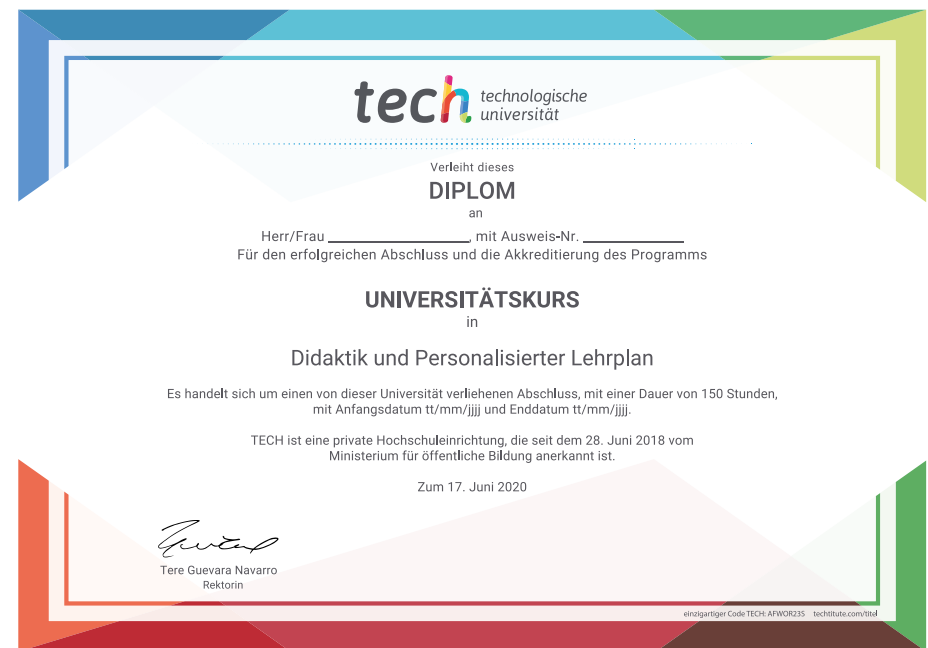 tech technologische
universität
Verleiht dieses
DIPLOM
an
Herr/Frau ____________________, mit Ausweis-Nr. ______________
Für den erfolgreichen Abschluss und die Akkreditierung des Programms
UNIVERSITÄTSKURS
in
Didaktik und Personalisierter Lehrplan
Es handelt sich um einen von dieser Universität verliehenen Abschluss, mit einer Dauer von 150 Stunden,
mit Anfangsdatum tt/mm/jjjj und Enddatum tt/mm/jjjj.
TECH ist eine private Hochschuleinrichtung, die seit dem 28. Juni 2018 vom
Ministerium für öffentliche Bildung anerkannt ist.
Zum 17. Juni 2020
Tere Guevara Navarro
Rektorin
einzigartiger Code TECH: AFWOR23S techtitute.com/titel